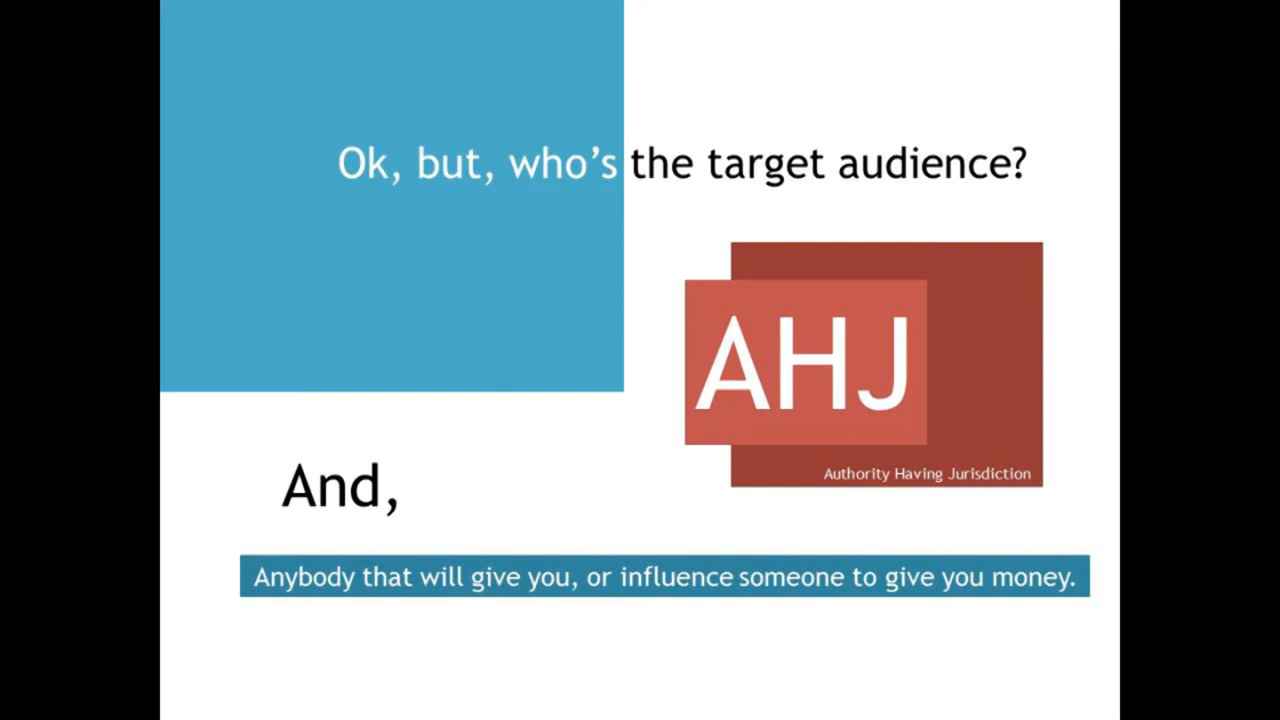 Ok, but, who’s the target audience?
AHJ
Authority Having Jurisdiction
And,
Anybody that will give you, or influence someone to give you money.